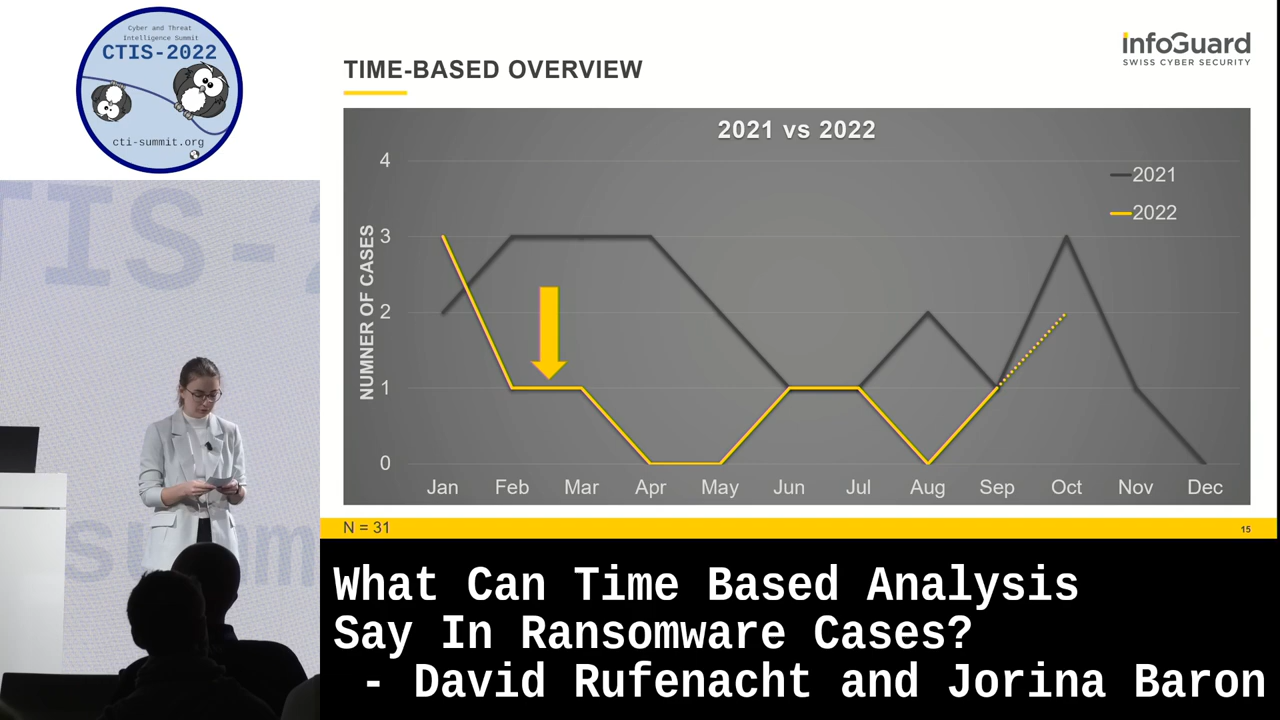 Cyber and Threat
Intelligence Summit
CTIS-2022
cti-summit.org
TIS-2
summ
infoGuard
SWISS CYBER SECURITY
TIME-BASED OVERVIEW
2021 vs 2022
2021
2022
NUMNER OF CASES
4
3
2
1
0
Jan Feb Mar Apr May Jun Jul Aug Sep Oct Nov Dec
N = 31
15
What Can Time Based Analysis
Say In Ransomware Cases?
- David Rufenacht and Jorina Baron